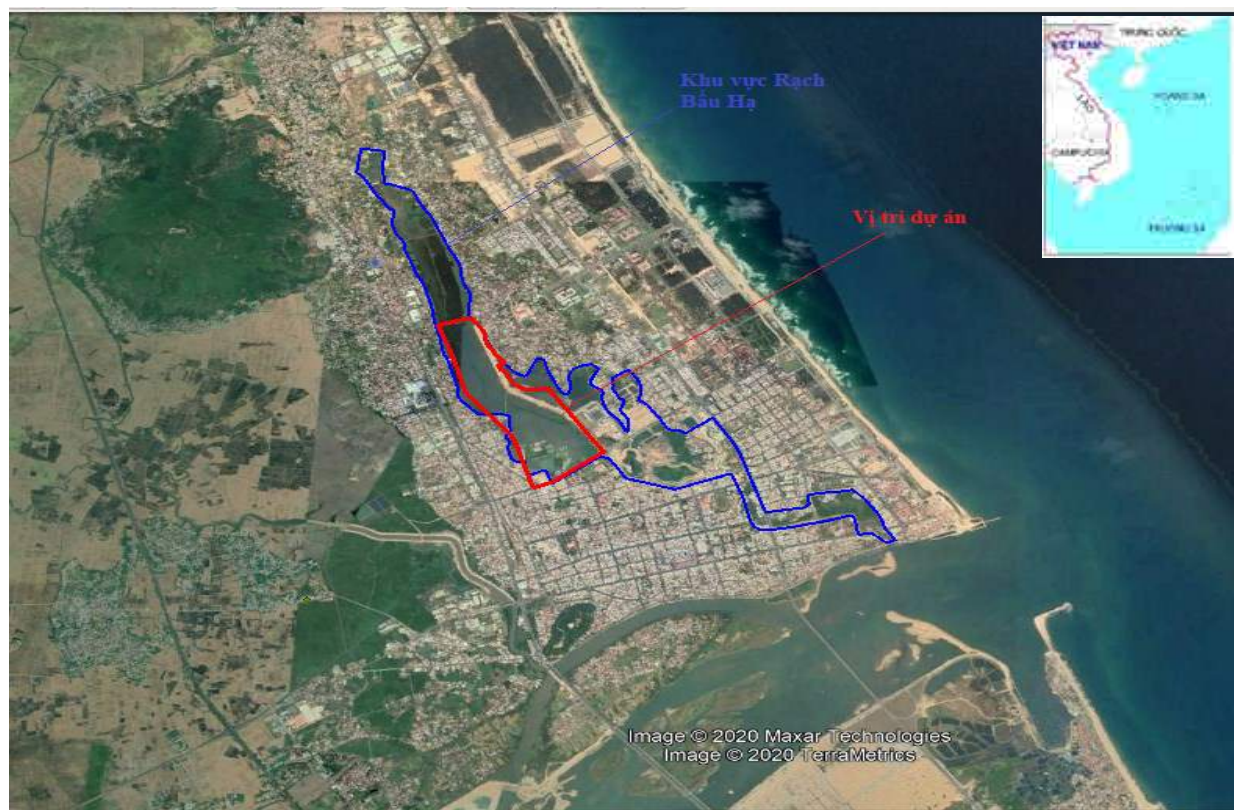 Khu vực Rạch
Bầu Hạ
Vị trí dự án
TRUNG QUỐC
VIỆT NAM
LÀO
HOÀNG SA
CAMPUCHIA
TRƯỜNG SA
Image © 2020 Maxar Technologies
Image © 2020 TerraMetrics